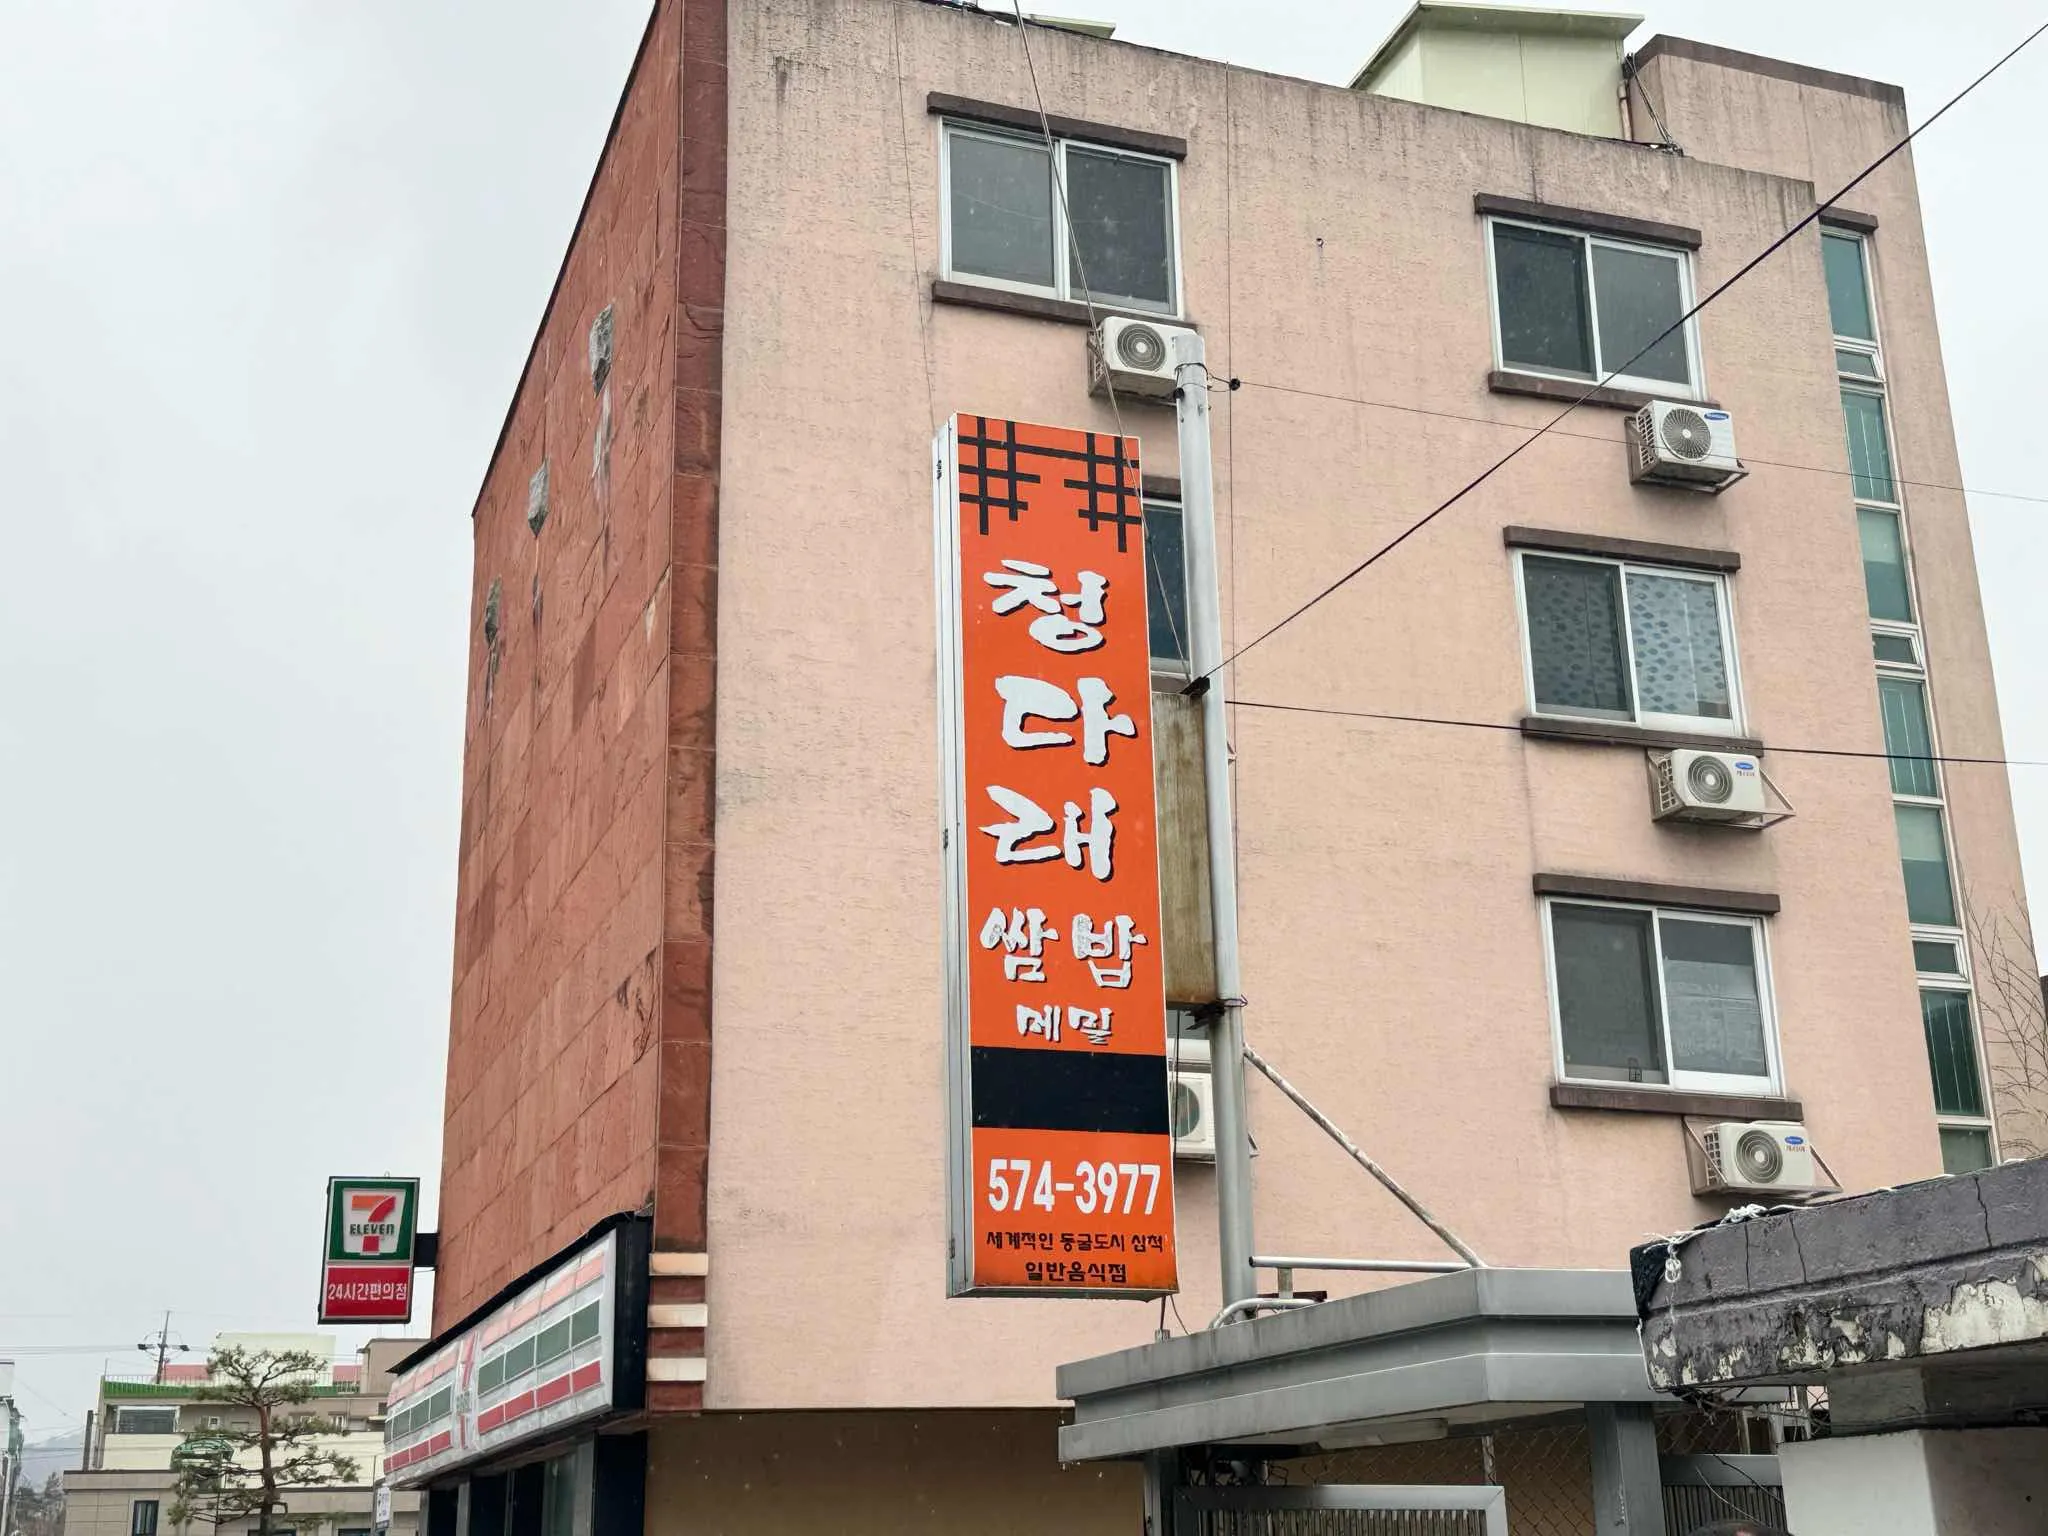 청다래
쌈밥
메밀
574-3977
세계적인 동굴도시 삼척
일반음식점
7
ELEVEN
24시간편의점